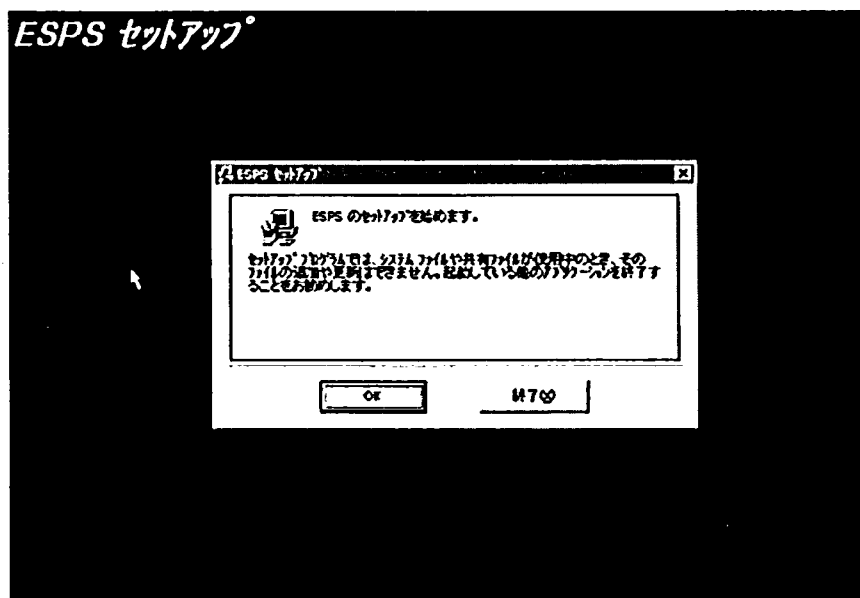 ESPS セットアップ
ESPS セットアップ
ESPS のセットアップを始めます。
セットアップ プログラムでは、システム ファイルや共有ファイルが使用中のとき、その
ファイルの追加や更新はできません。起動している他のアプリケーションを終了す
ることをお勧めします。
OK
終了(X)